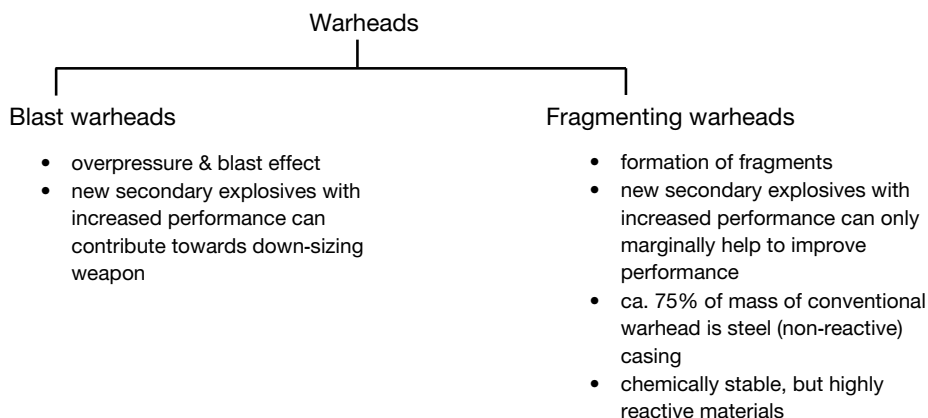 Warheads
Blast warheads
• overpressure & blast effect
• new secondary explosives with
increased performance can
contribute towards down-sizing
weapon
Fragmenting warheads
• formation of fragments
• new secondary explosives with
increased performance can only
marginally help to improve
performance
• ca. 75% of mass of conventional
warhead is steel (non-reactive)
casing
• chemically stable, but highly
reactive materials